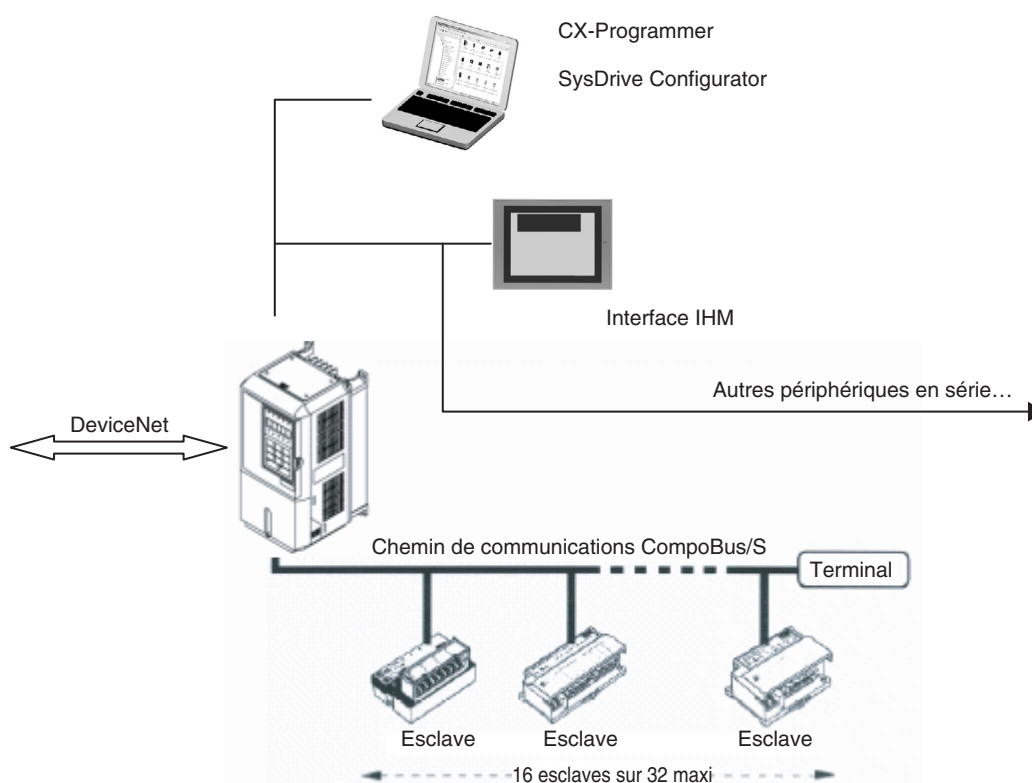 CX-Programmer
SysDrive Configurator
Interface IHM
Autres périphériques en série…
DeviceNet
Chemin de communications CompoBus/S
Terminal
Esclave
Esclave
Esclave
16 esclaves sur 32 maxi